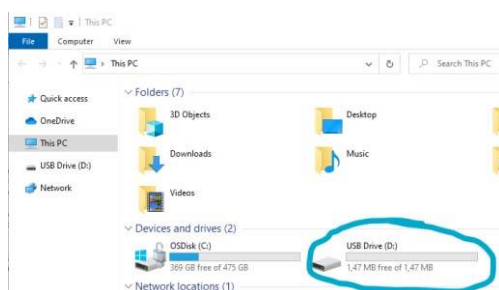 This PC
File Computer View
This PC
Search This PC
Quick access
OneDrive
This PC
USB Drive (D:)
Network
Folders (7)
3D Objects
Desktop
Downloads
Music
Videos
Devices and drives (2)
OSDisk (C:)
369 GB free of 475 GB
USB Drive (D:)
1,47 MB free of 1,47 MB
Network locations (1)